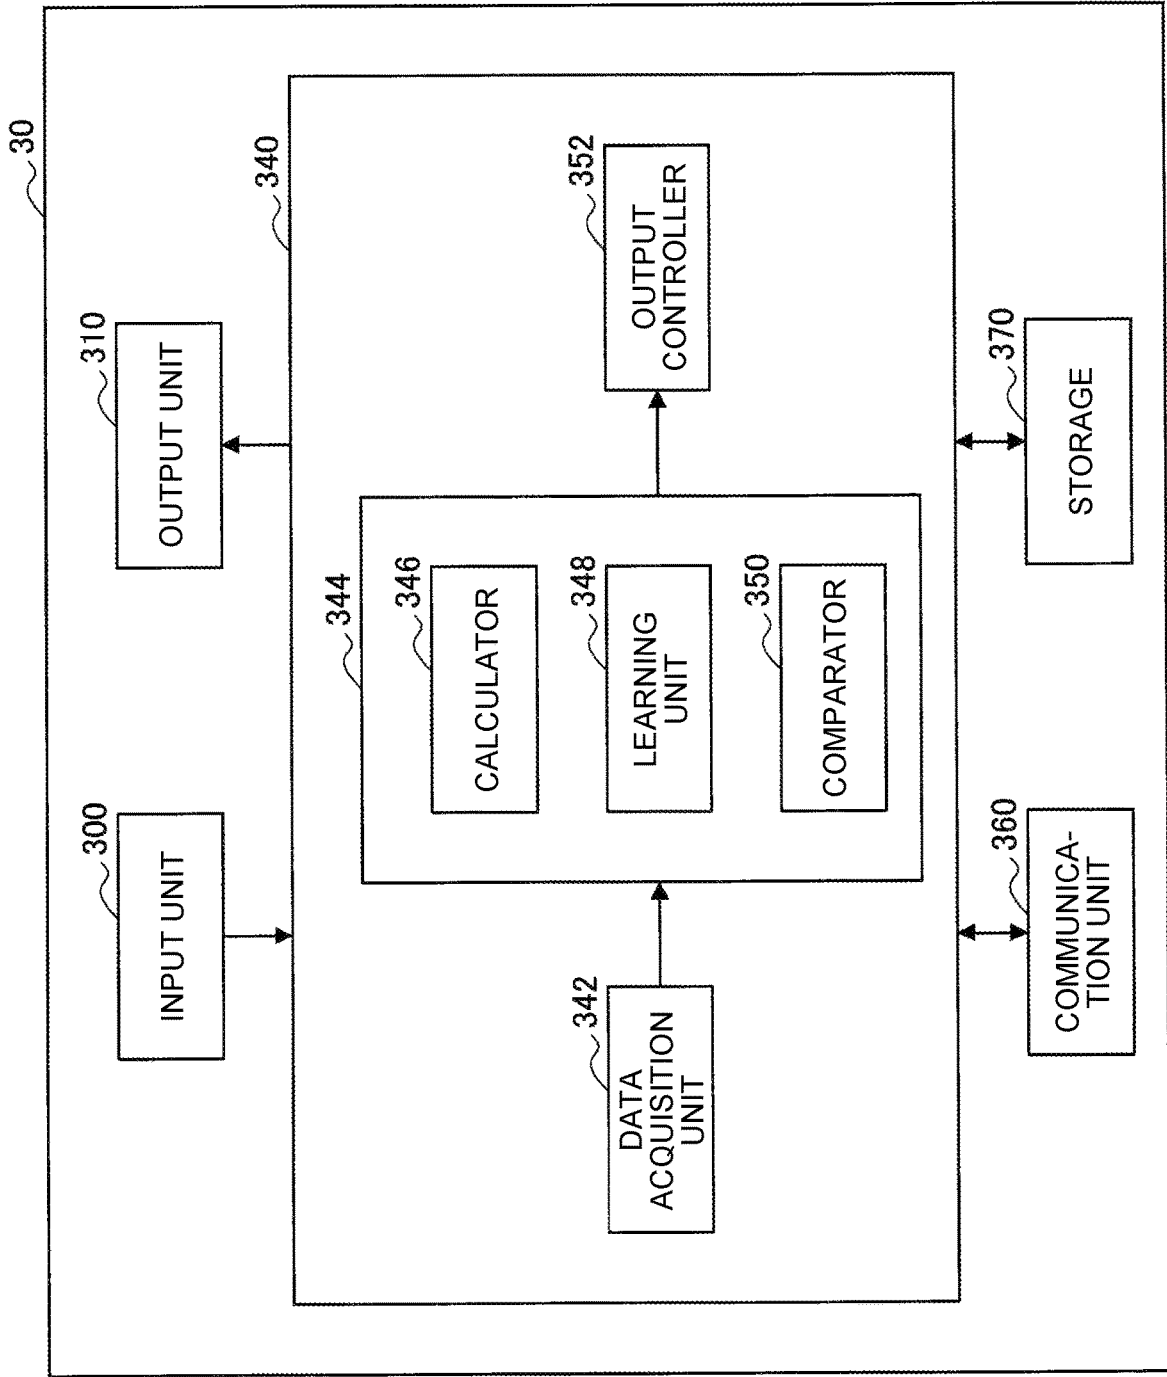 30
300
INPUT UNIT
310
OUTPUT UNIT
340
344
346
CALCULATOR
342
DATA
ACQUISITION
UNIT
348
LEARNING
UNIT
352
OUTPUT
CONTROLLER
350
COMPARATOR
360
COMMUNICA-
TION UNIT
370
STORAGE